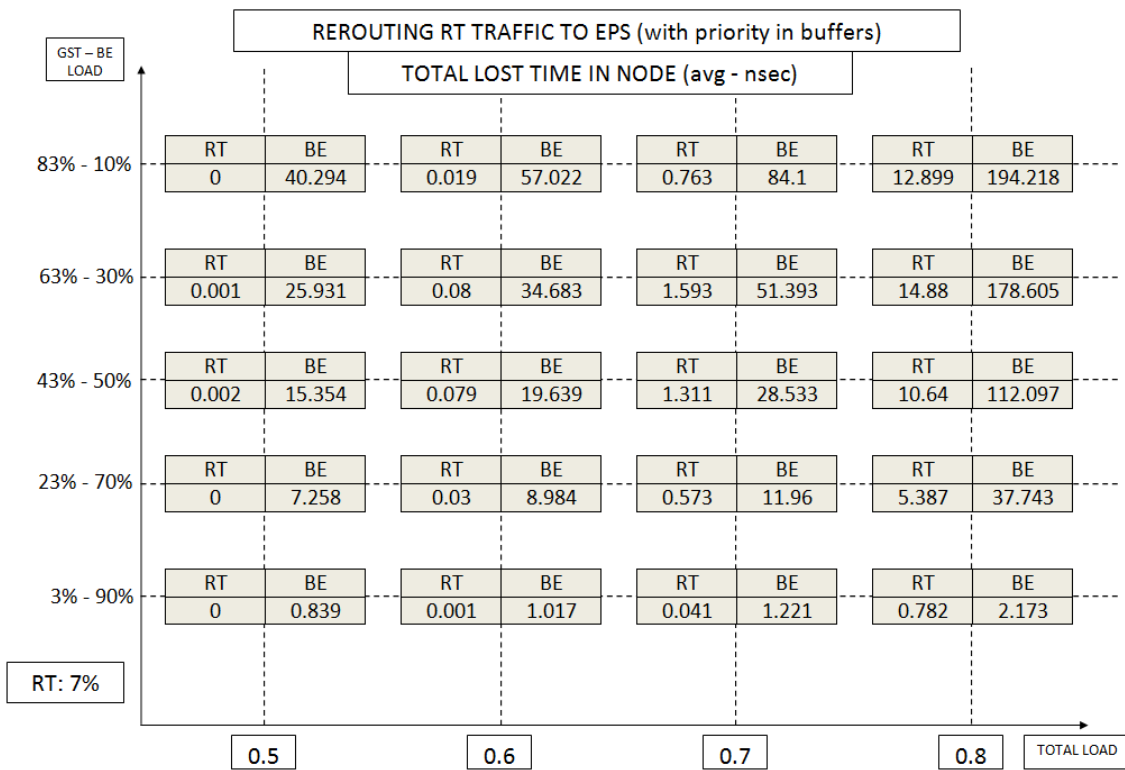 REROUTING RT TRAFFIC TO EPS (with priority in buffers)
GST – BE
LOAD
TOTAL LOST TIME IN NODE (avg - nsec)
RT BE RT BE RT BE RT BE
83% - 10%
0 40.294 0.019 57.022 0.763 84.1 12.899 194.218
RT BE RT BE RT BE RT BE
63% - 30%
0.001 25.931 0.08 34.683 1.593 51.393 14.88 178.605
RT BE RT BE RT BE RT BE
43% - 50%
0.002 15.354 0.079 19.639 1.311 28.533 10.64 112.097
RT BE RT BE RT BE RT BE
23% - 70%
0 7.258 0.03 8.984 0.573 11.96 5.387 37.743
RT BE RT BE RT BE RT BE
3% - 90%
0 0.839 0.001 1.017 0.041 1.221 0.782 2.173
RT: 7%
0.5 0.6 0.7 0.8 TOTAL LOAD